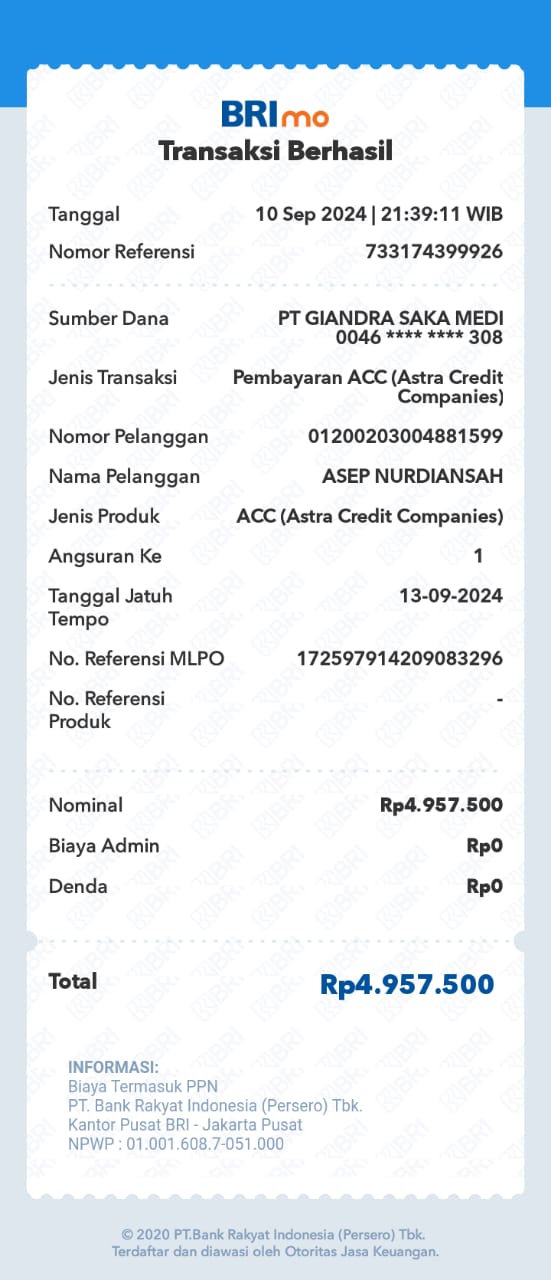 BRImo
Transaksi Berhasil
Tanggal 10 Sep 2024 | 21:39:11 WIB
Nomor Referensi 733174399926
Sumber Dana PT GIANDRA SAKA MEDI
0046 **** **** 308
Jenis Transaksi Pembayaran ACC (Astra Credit
Companies)
Nomor Pelanggan 01200203004881599
Nama Pelanggan ASEP NURDIANSAH
Jenis Produk ACC (Astra Credit Companies)
Angsuran Ke 1
Tanggal Jatuh 13-09-2024
Tempo
No. Referensi MLPO 172597914209083296
No. Referensi -
Produk
Nominal Rp4.957.500
Biaya Admin Rp0
Denda Rp0
Total Rp4.957.500
INFORMASI:
Biaya Termasuk PPN
PT. Bank Rakyat Indonesia (Persero) Tbk.
Kantor Pusat BRI - Jakarta Pusat
NPWP : 01.001.608.7-051.000
© 2020 PT.Bank Rakyat Indonesia (Persero) Tbk.
Terdaftar dan diawasi oleh Otoritas Jasa Keuangan.